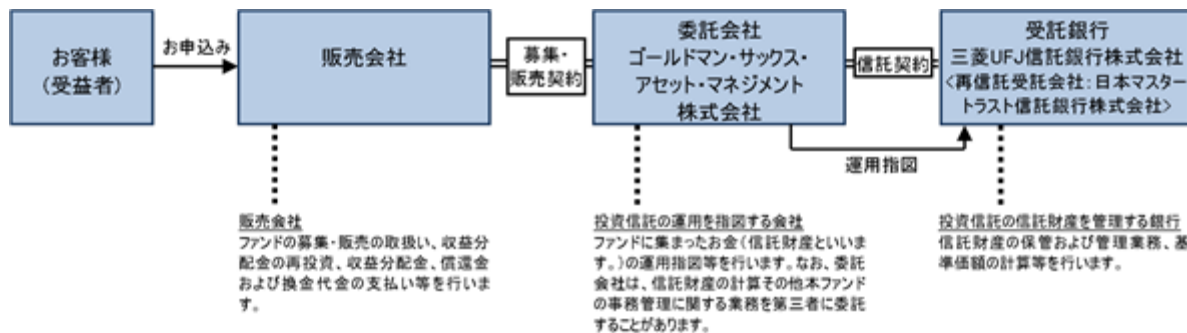 お客様
(受益者)
お申込み
販売会社
募集・
販売契約
委託会社
ゴールドマン・サックス・
アセット・マネジメント
株式会社
信託契約
受託銀行
三菱UFJ信託銀行株式会社
<再信託受託会社:日本マスター
トラスト信託銀行株式会社>
運用指図
販売会社
ファンドの募集・販売の取扱い、収益分
配金の再投資、収益分配金、償還金
および換金代金の支払い等を行いま
す。
投資信託の運用を指図する会社
ファンドに集まったお金(信託財産といいま
す。)の運用指図等を行います。なお、委託
会社は、信託財産の計算その他本ファンド
の事務管理に関する業務を第三者に委託
することがあります。
投資信託の信託財産を管理する銀行
信託財産の保管および管理業務、基
準価額の計算等を行います。